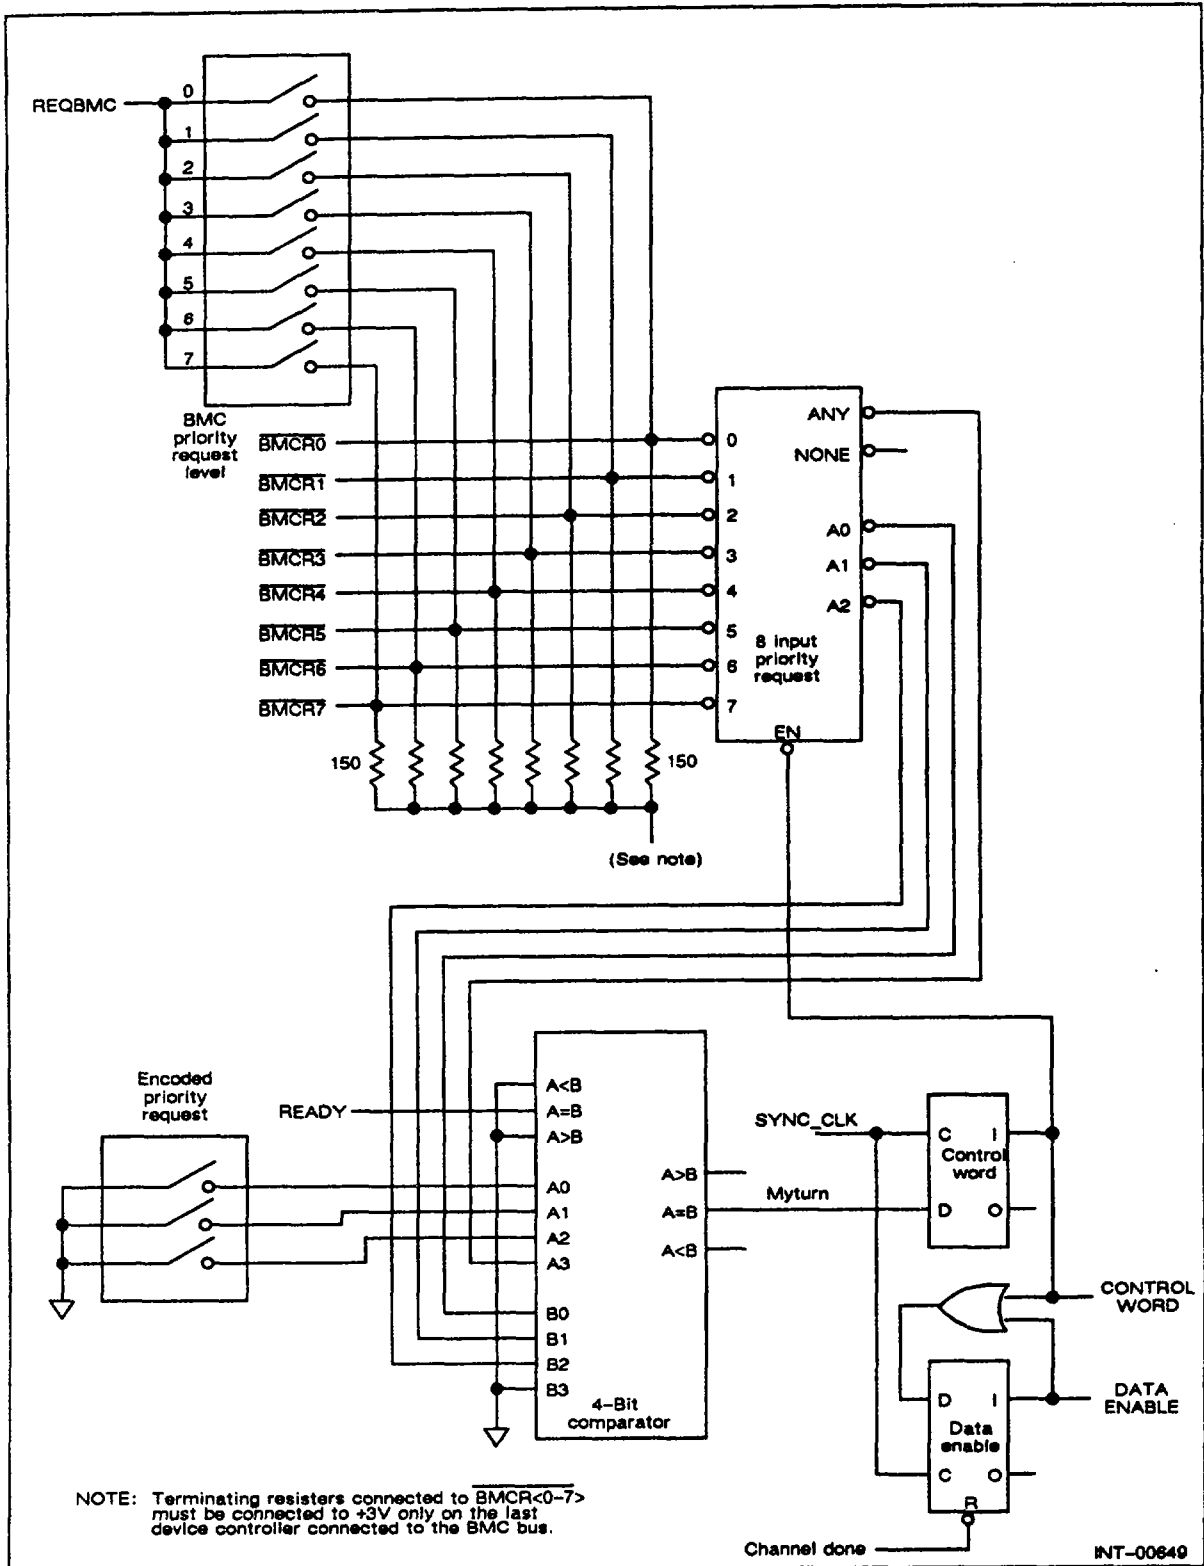 REQBMC
0
1
2
3
4
5
6
7
BMC
priority
request
level
BMCR0
BMCR1
BMCR2
BMCR3
BMCR4
BMCR5
BMCR6
BMCR7
0
1
2
3
4
5
6
7
ANY
NONE
A0
A1
A2
8 input
priority
request
EN
150
150
(See note)
Encoded
priority
request
READY
A<B
A=B
A>B
A0
A1
A2
A3
B0
B1
B2
B3
A>B
A=B
A<B
4-Bit
comparator
SYNC_CLK
Myturn
C
I
Control
word
D
O
CONTROL
WORD
D
I
Data
enable
C
O
R
DATA
ENABLE
Channel done
NOTE: Terminating resisters connected to BMCR<0-7>
must be connected to +3V only on the last
device controller connected to the BMC bus.
INT-00649